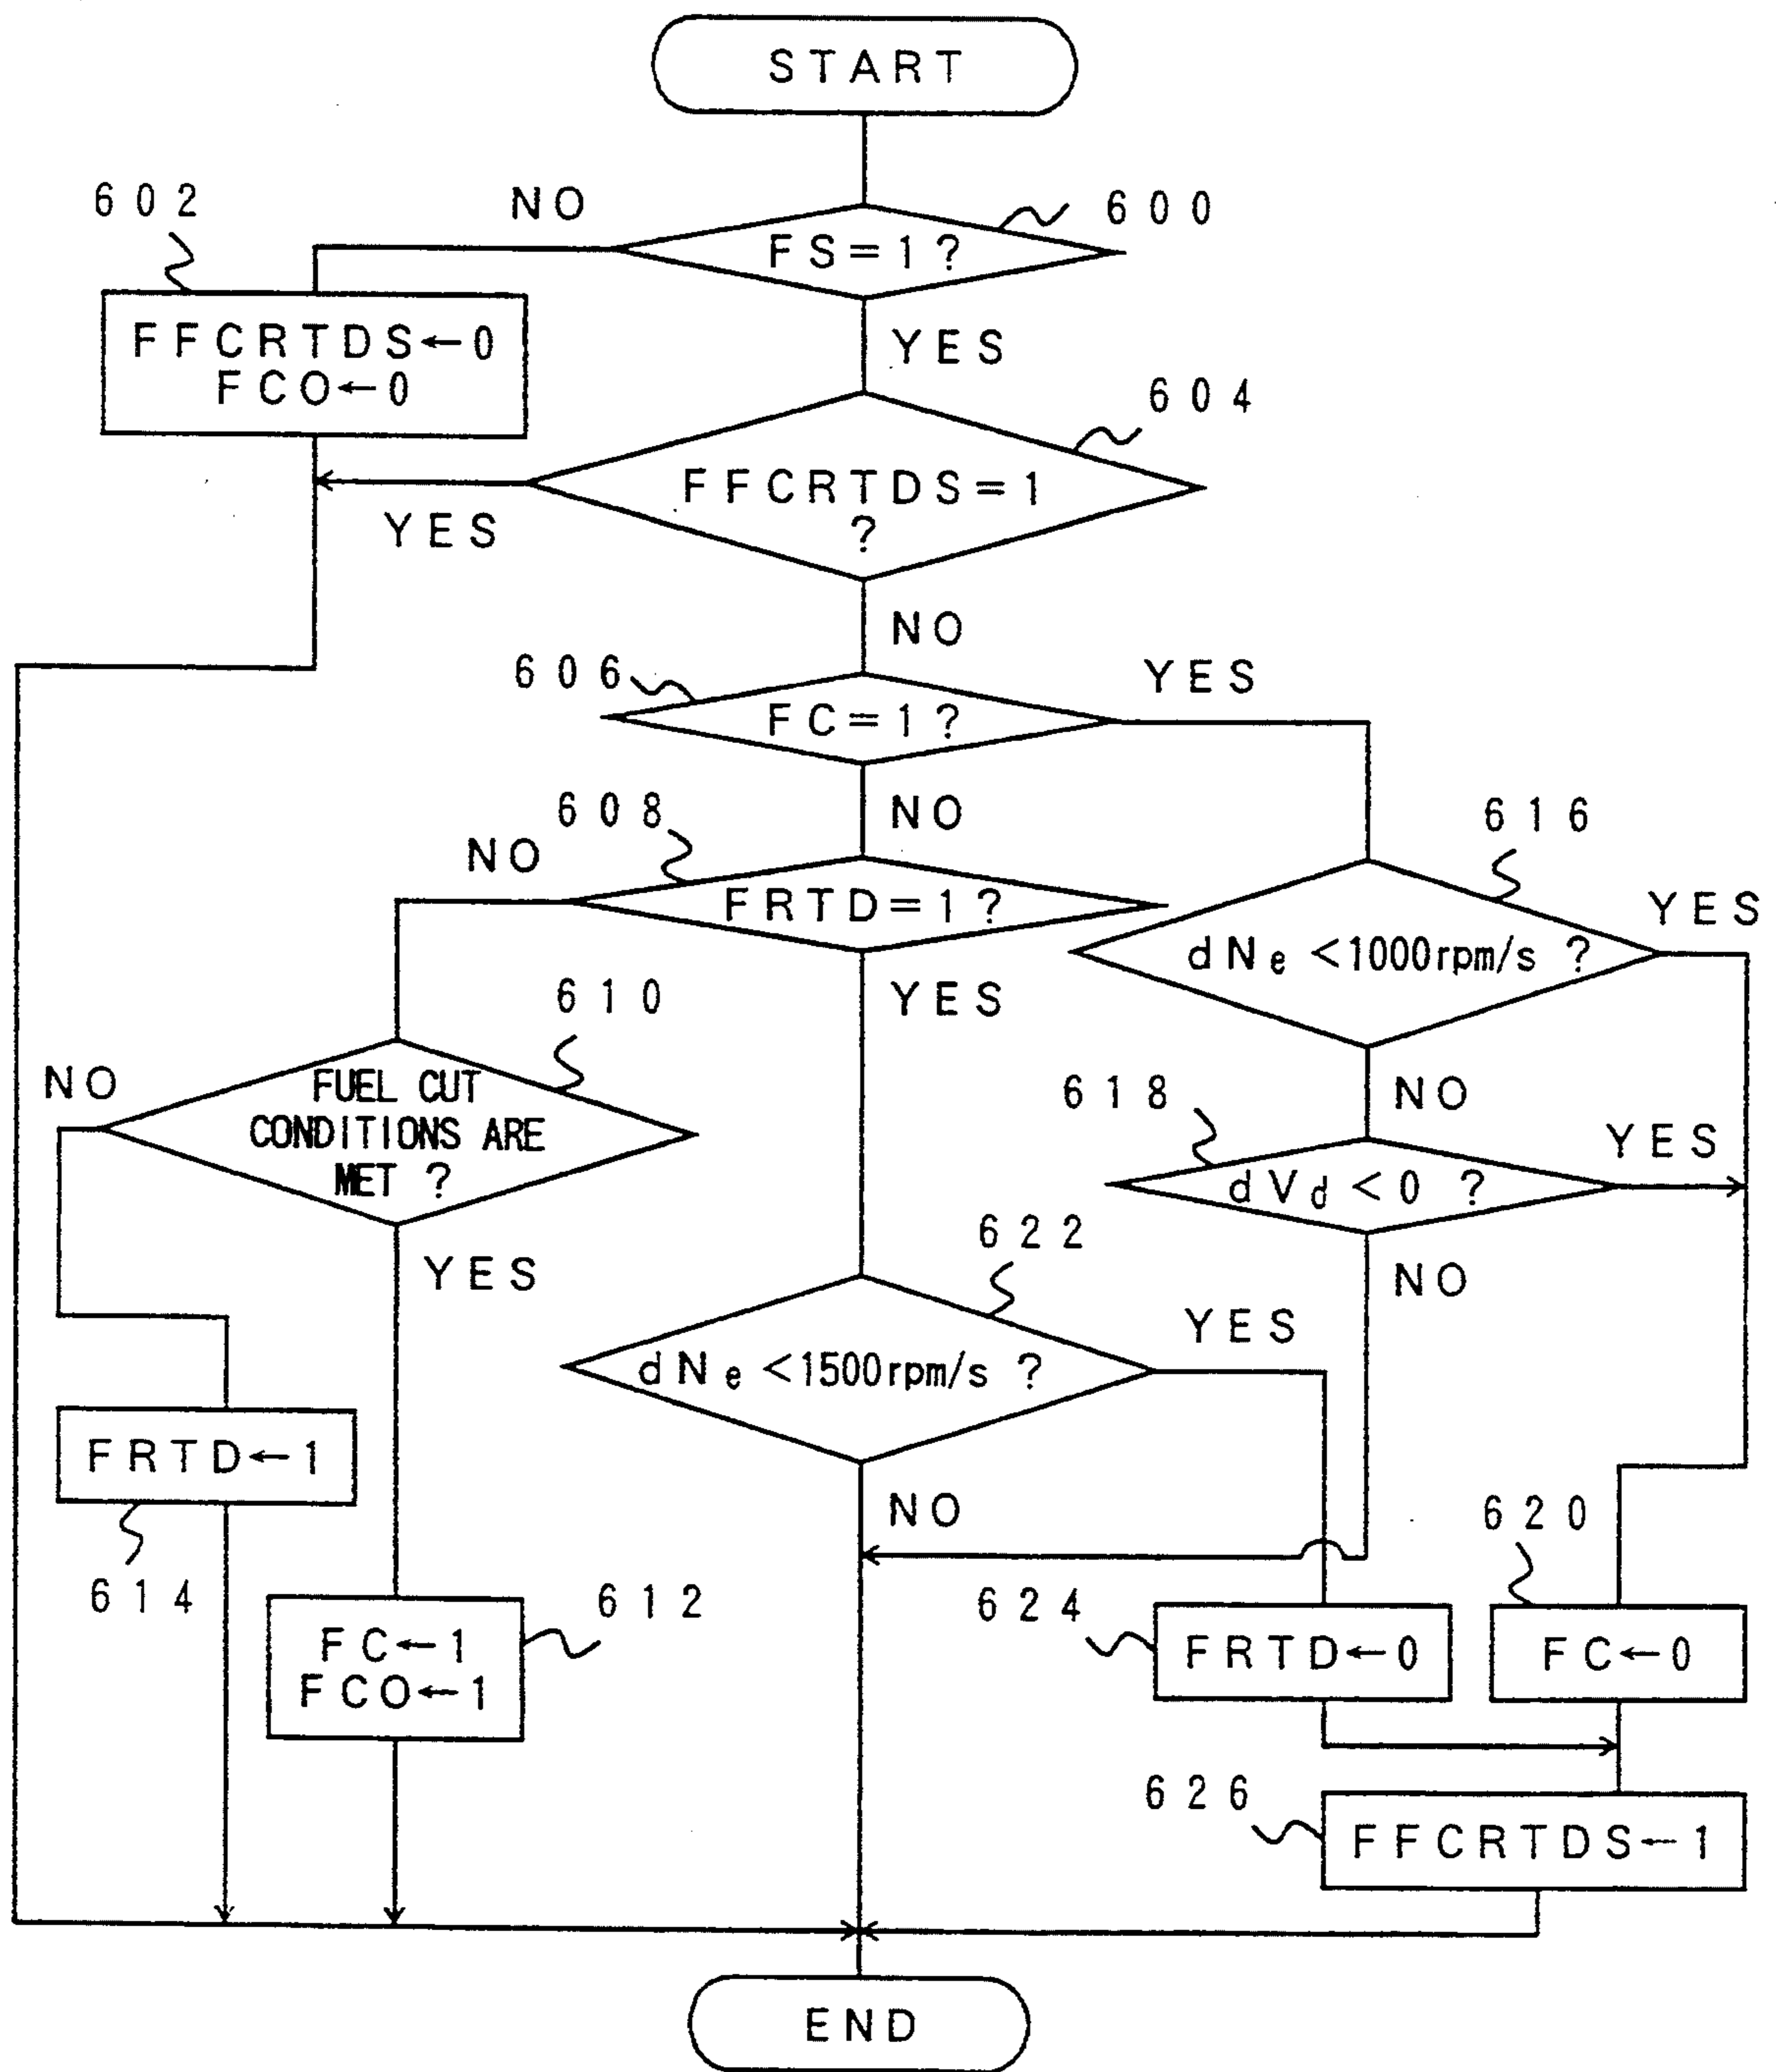 START
NO
600
602
FS=1?
FFCRTDS←0
FCO←0
YES
604
FFCRTDS=1
?
YES
NO
606
YES
FC=1?
608
NO
616
NO
FRTD=1?
YES
dNe<1000rpm/s ?
610
YES
NO
FUEL CUT
CONDITIONS ARE
MET ?
618
NO
YES
dVd<0 ?
YES
622
NO
YES
dNe<1500rpm/s ?
FRTD←1
NO
620
614
612
624
FC←1
FCO←1
FRTD←0
FC←0
626
FFCRTDS←1
END